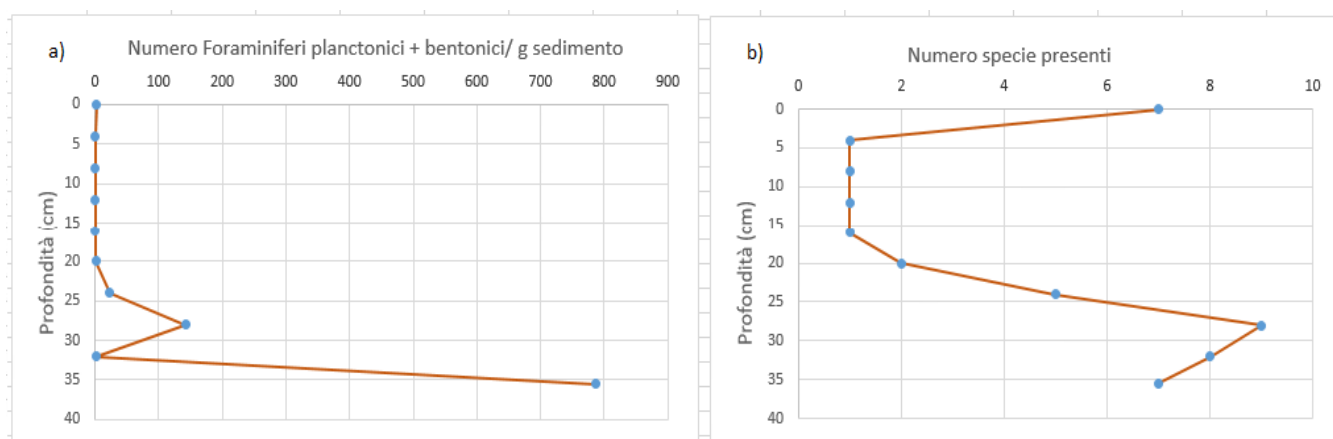 a)
Numero Foraminiferi planctonici + bentonici/ g sedimento
0 100 200 300 400 500 600 700 800 900
0
5
10
15
20
25
30
35
40
Profondità (cm)
b)
Numero specie presenti
0 2 4 6 8 10
0
5
10
15
20
25
30
35
40
Profondità (cm)